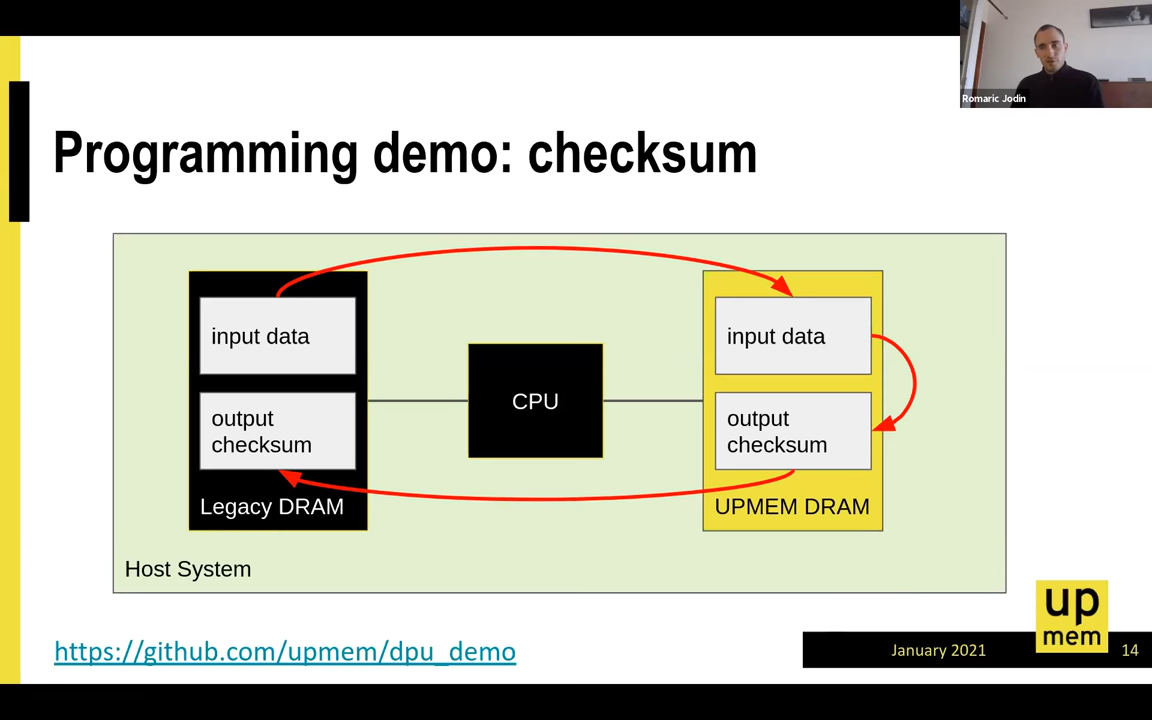 Romaric Jodin
Programming demo: checksum
input data
output
checksum
Legacy DRAM
CPU
input data
output
checksum
UPMEM DRAM
Host System
https://github.com/upmem/dpu_demo
January 2021
up
mem
14